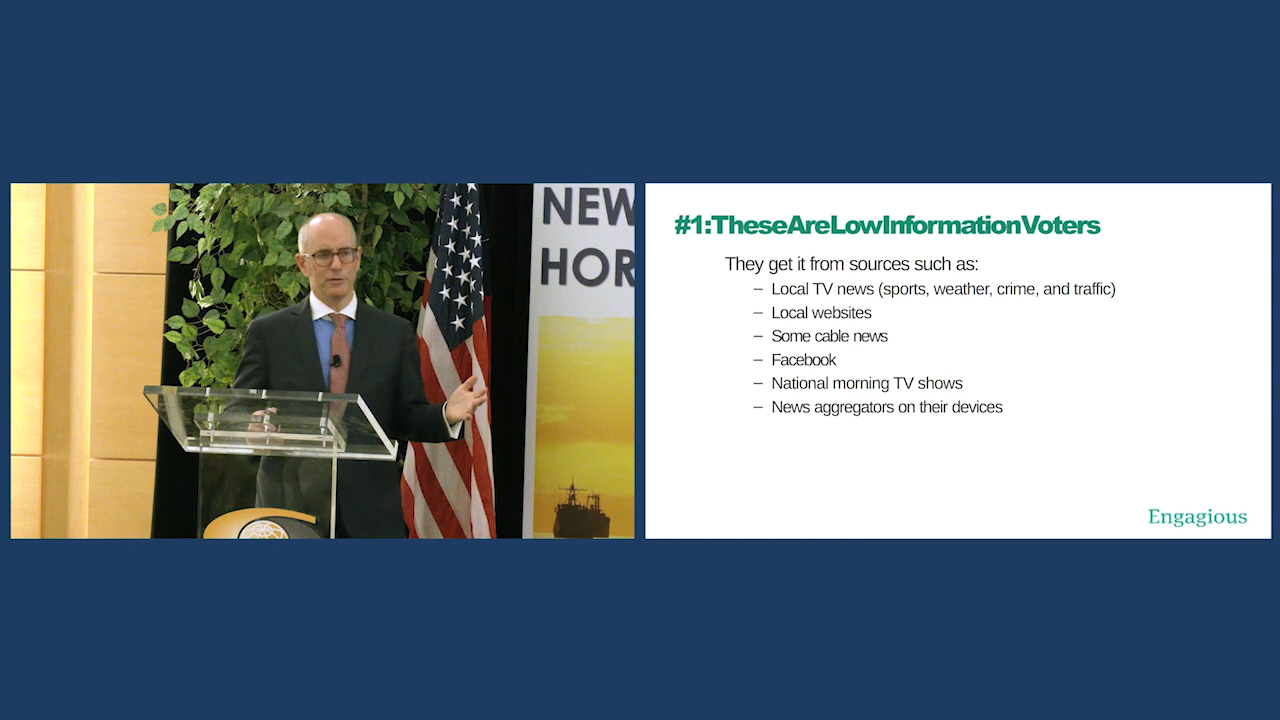 NEW
HOR
#1:TheseAreLowInformationVoters
They get it from sources such as:
– Local TV news (sports, weather, crime, and traffic)
– Local websites
– Some cable news
– Facebook
– National morning TV shows
– News aggregators on their devices
Engagious